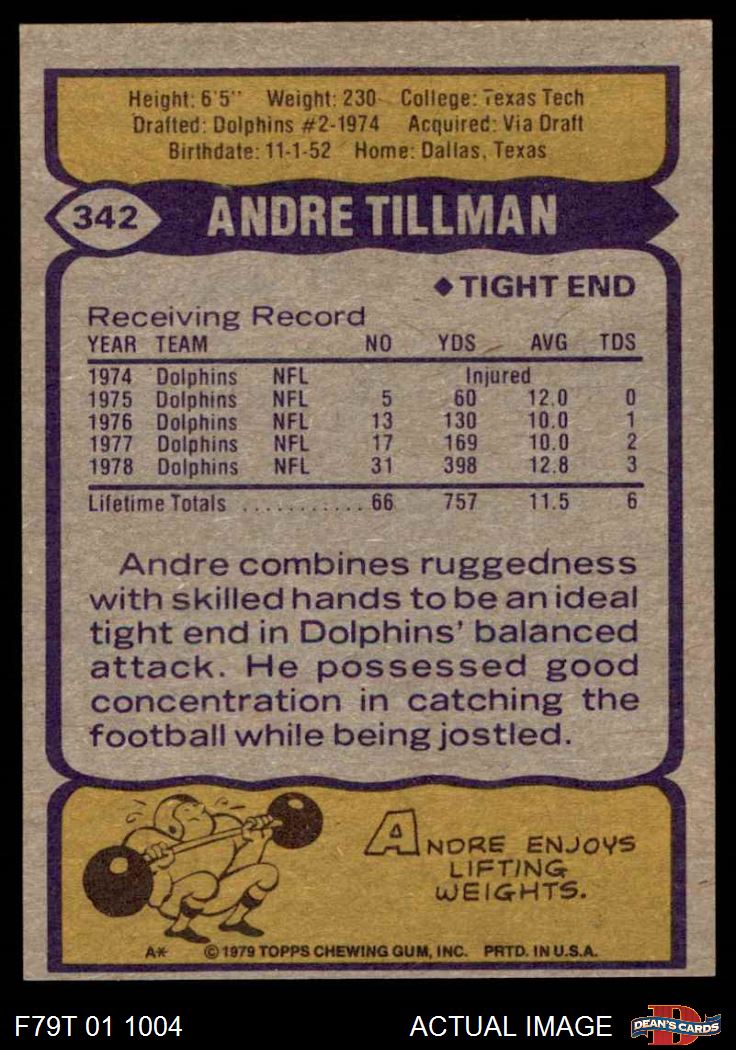 Height: 6'5" Weight: 230 College: Texas Tech
Drafted: Dolphins #2-1974 Acquired: Via Draft
Birthdate: 11-1-52 Home: Dallas, Texas
342 ANDRE TILLMAN
◆ TIGHT END
Receiving Record
YEAR TEAM NO YDS AVG TDS
1974 Dolphins NFL Injured
1975 Dolphins NFL 5 60 12.0 0
1976 Dolphins NFL 13 130 10.0 1
1977 Dolphins NFL 17 169 10.0 2
1978 Dolphins NFL 31 398 12.8 3
Lifetime Totals ............ 66 757 11.5 6
Andre combines ruggedness
with skilled hands to be an ideal
tight end in Dolphins' balanced
attack. He possessed good
concentration in catching the
football while being jostled.
ANDRE ENJOYS
LIFTING
WEIGHTS.
A* © 1979 TOPPS CHEWING GUM, INC. PRTD. IN U.S.A.
F79T 01 1004 ACTUAL IMAGE D DEAN'S CARDS